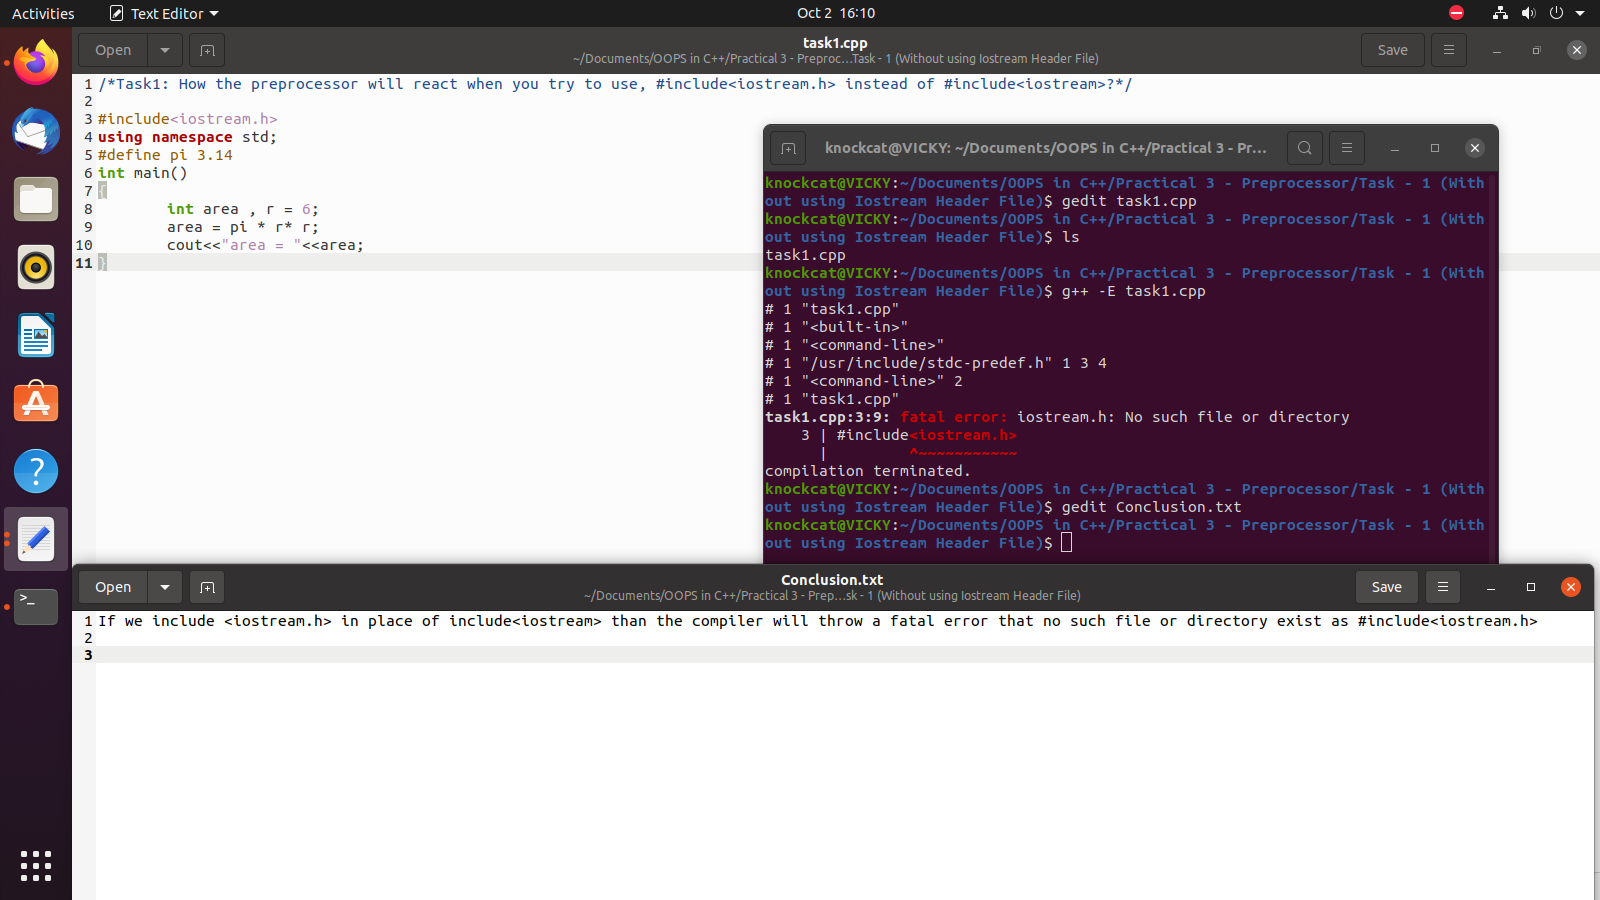 Activities
Text Editor
Oct 2 16:10
Open
task1.cpp
~/Documents/OOPS in C++/Practical 3 - Preproc...Task - 1 (Without using Iostream Header File)
Save
1 /*Task1: How the preprocessor will react when you try to use, #include<iostream.h> instead of #include<iostream>?*/
2
3 #include<iostream.h>
4 using namespace std;
5 #define pi 3.14
6 int main()
7 {
8 int area , r = 6;
9 area = pi * r* r;
10 cout<<"area = "<<area;
11 }
knockcat@VICKY: ~/Documents/OOPS in C++/Practical 3 - Pr...
knockcat@VICKY:~/Documents/OOPS in C++/Practical 3 - Preprocessor/Task - 1 (With
out using Iostream Header File)$ gedit task1.cpp
knockcat@VICKY:~/Documents/OOPS in C++/Practical 3 - Preprocessor/Task - 1 (With
out using Iostream Header File)$ ls
task1.cpp
knockcat@VICKY:~/Documents/OOPS in C++/Practical 3 - Preprocessor/Task - 1 (With
out using Iostream Header File)$ g++ -E task1.cpp
# 1 "task1.cpp"
# 1 "<built-in>"
# 1 "<command-line>"
# 1 "/usr/include/stdc-predef.h" 1 3 4
# 1 "<command-line>" 2
# 1 "task1.cpp"
task1.cpp:3:9: fatal error: iostream.h: No such file or directory
3 | #include<iostream.h>
| ^~~~~~~~~~~~
compilation terminated.
knockcat@VICKY:~/Documents/OOPS in C++/Practical 3 - Preprocessor/Task - 1 (With
out using Iostream Header File)$ gedit Conclusion.txt
knockcat@VICKY:~/Documents/OOPS in C++/Practical 3 - Preprocessor/Task - 1 (With
out using Iostream Header File)$
Open
Conclusion.txt
~/Documents/OOPS in C++/Practical 3 - Prep...sk - 1 (Without using Iostream Header File)
Save
1 If we include <iostream.h> in place of include<iostream> than the compiler will throw a fatal error that no such file or directory exist as #include<iostream.h>
2
3